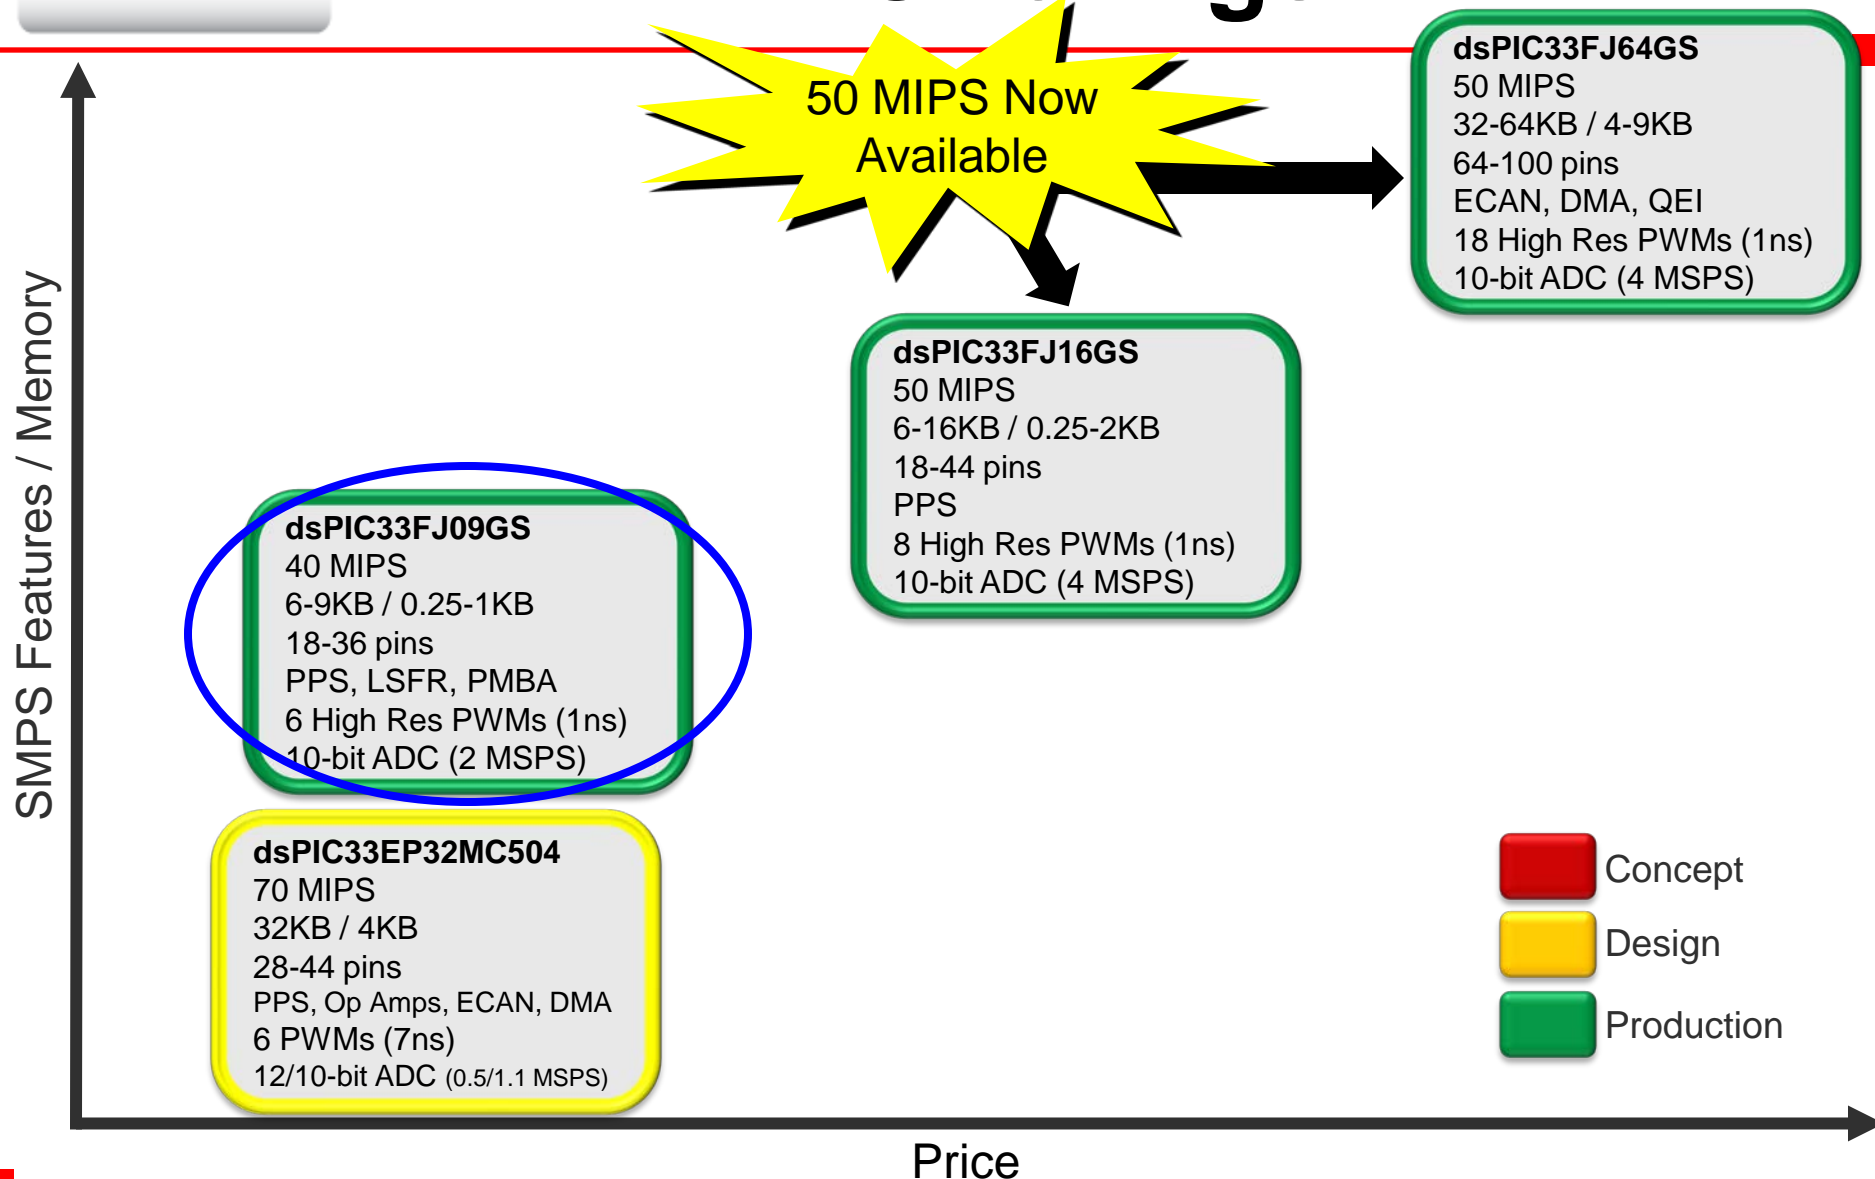 50 MIPS Now
Available
dsPIC33FJ64GS
50 MIPS
32-64KB / 4-9KB
64-100 pins
ECAN, DMA, QEI
18 High Res PWMs (1ns)
10-bit ADC (4 MSPS)
dsPIC33FJ16GS
50 MIPS
6-16KB / 0.25-2KB
18-44 pins
PPS
8 High Res PWMs (1ns)
10-bit ADC (4 MSPS)
SMPS Features / Memory
dsPIC33FJ09GS
40 MIPS
6-9KB / 0.25-1KB
18-36 pins
PPS, LSFR, PMBA
6 High Res PWMs (1ns)
10-bit ADC (2 MSPS)
dsPIC33EP32MC504
70 MIPS
32KB / 4KB
28-44 pins
PPS, Op Amps, ECAN, DMA
6 PWMs (7ns)
12/10-bit ADC (0.5/1.1 MSPS)
Concept
Design
Production
Price